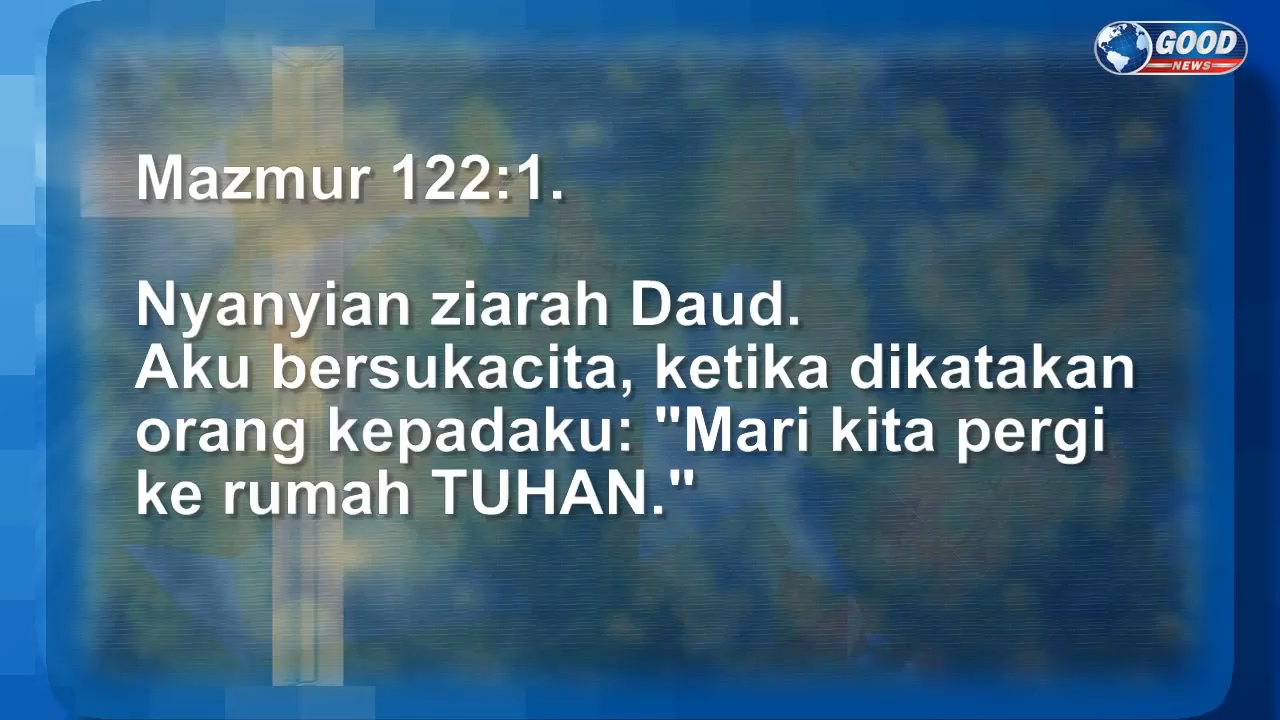 GOOD
NEWS
Mazmur 122:1.
Nyanyian ziarah Daud.
Aku bersukacita, ketika dikatakan
orang kepadaku: "Mari kita pergi
ke rumah TUHAN."